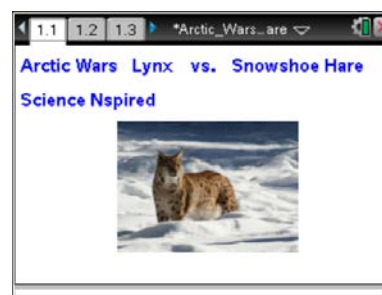 1.1 1.2 1.3 *Arctic_Wars…are
Arctic Wars Lynx vs. Snowshoe Hare
Science Nspired